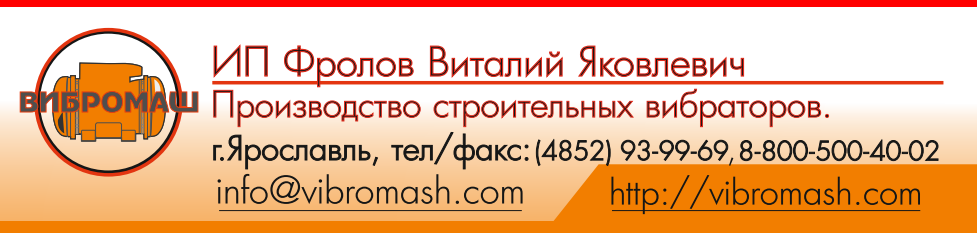 ВИБРОМАШ
ИП Фролов Виталий Яковлевич
Производство строительных вибраторов.
г.Ярославль, тел/факс: (4852) 93-99-69, 8-800-500-40-02
info@vibromash.com
http://vibromash.com